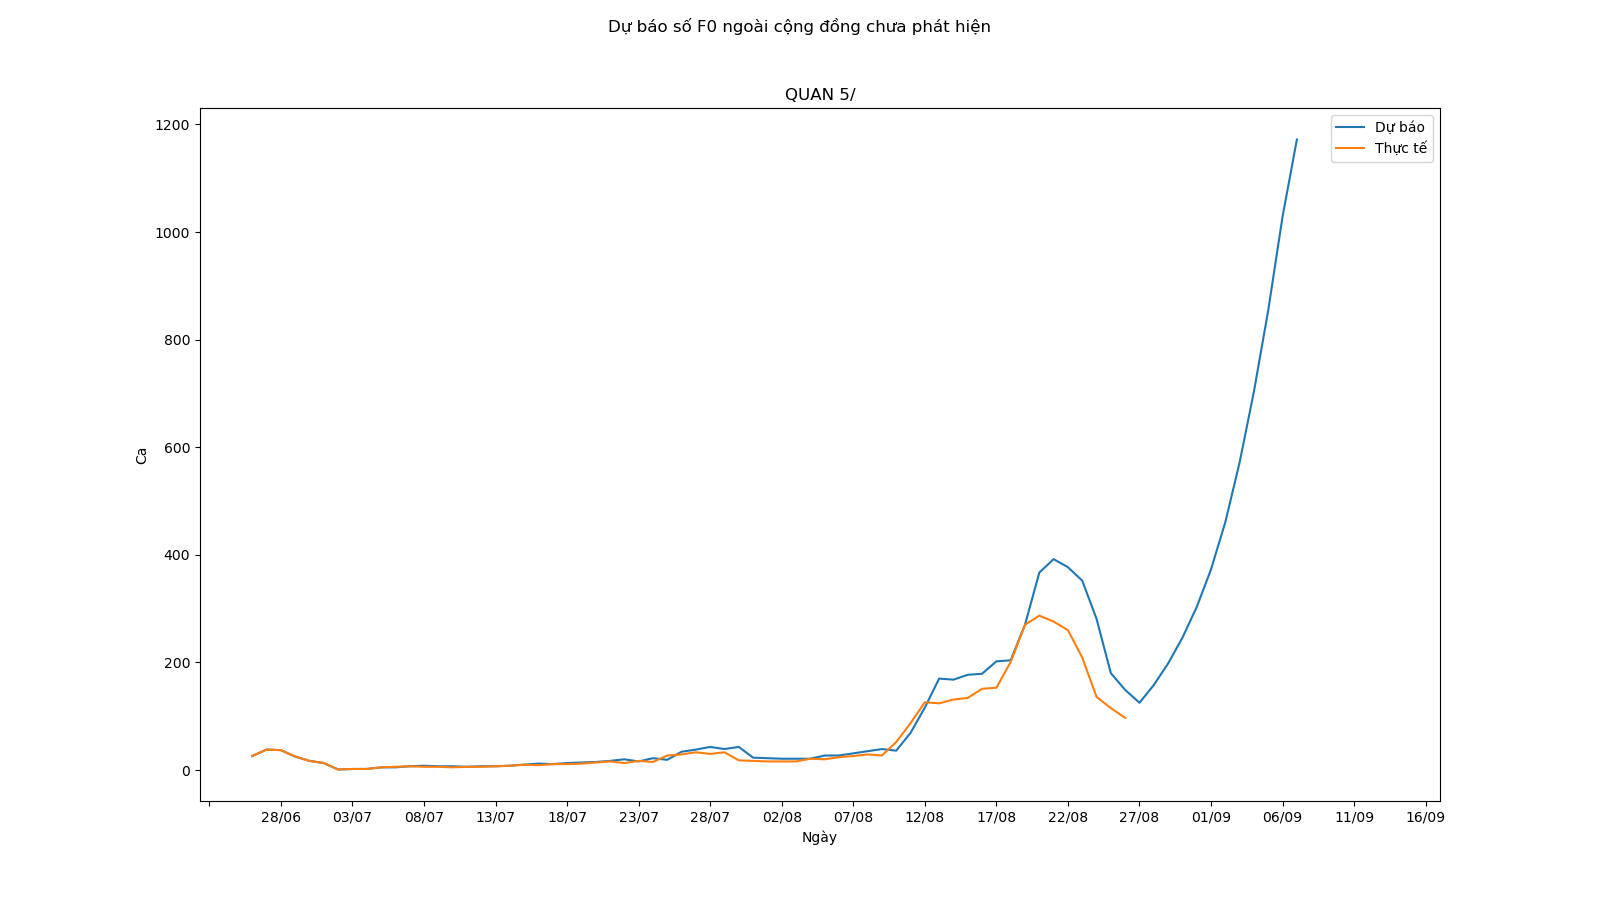 Dự báo số F0 ngoài cộng đồng chưa phát hiện
QUAN 5/
1200
1000
800
600
400
200
0
Ca
Dự báo
Thực tế
28/06 03/07 08/07 13/07 18/07 23/07 28/07 02/08 07/08 12/08 17/08 22/08 27/08 01/09 06/09 11/09 16/09
Ngày